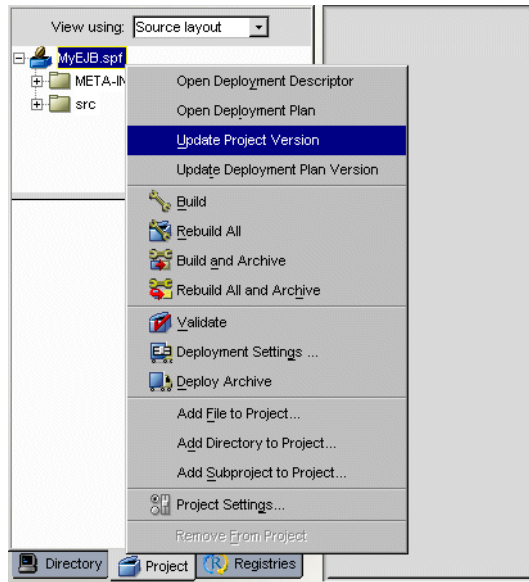 View using: Source layout
MyEJB.spf
META-IN
src
Open Deployment Descriptor
Open Deployment Plan
Update Project Version
Update Deployment Plan Version
Build
Rebuild All
Build and Archive
Rebuild All and Archive
Validate
Deployment Settings ...
Deploy Archive
Add File to Project...
Add Directory to Project...
Add Subproject to Project...
Project Settings...
Remove From Project
Directory Project Registries